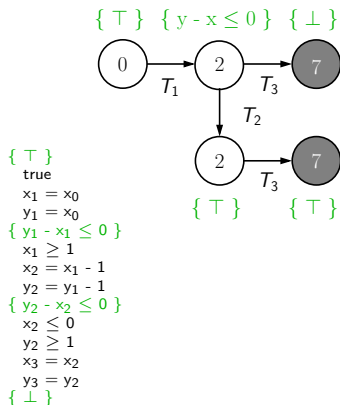 { ⊤ } { y - x ≤ 0 } { ⊥ }
0 2 7
T₁ T₃
T₂
2 7
T₃
{ ⊤ } { ⊤ }
{ ⊤ }
true
x₁ = x₀
y₁ = x₀
{ y₁ - x₁ ≤ 0 }
x₁ ≥ 1
x₂ = x₁ - 1
y₂ = y₁ - 1
{ y₂ - x₂ ≤ 0 }
x₂ ≤ 0
y₂ ≥ 1
x₃ = x₂
y₃ = y₂
{ ⊥ }